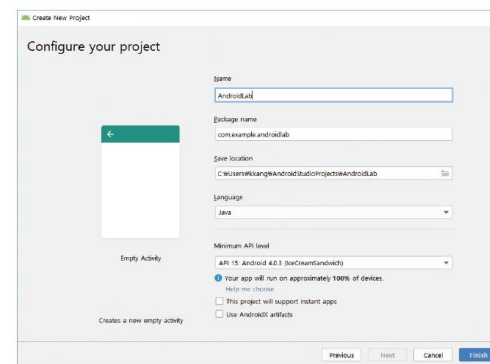 Create New Project
Configure your project
Name
AndroidLab
Package name
com.example.androidlab
Save location
C:₩Users₩kkang₩AndroidStudioProjects₩AndroidLab
Language
Java
Minimum API level
API 15: Android 4.0.3 (IceCreamSandwich)
Your app will run on approximately 100% of devices.
Help me choose
This project will support instant apps
Use AndroidX artifacts
Empty Activity
Creates a new empty activity
Previous Next Cancel Finish